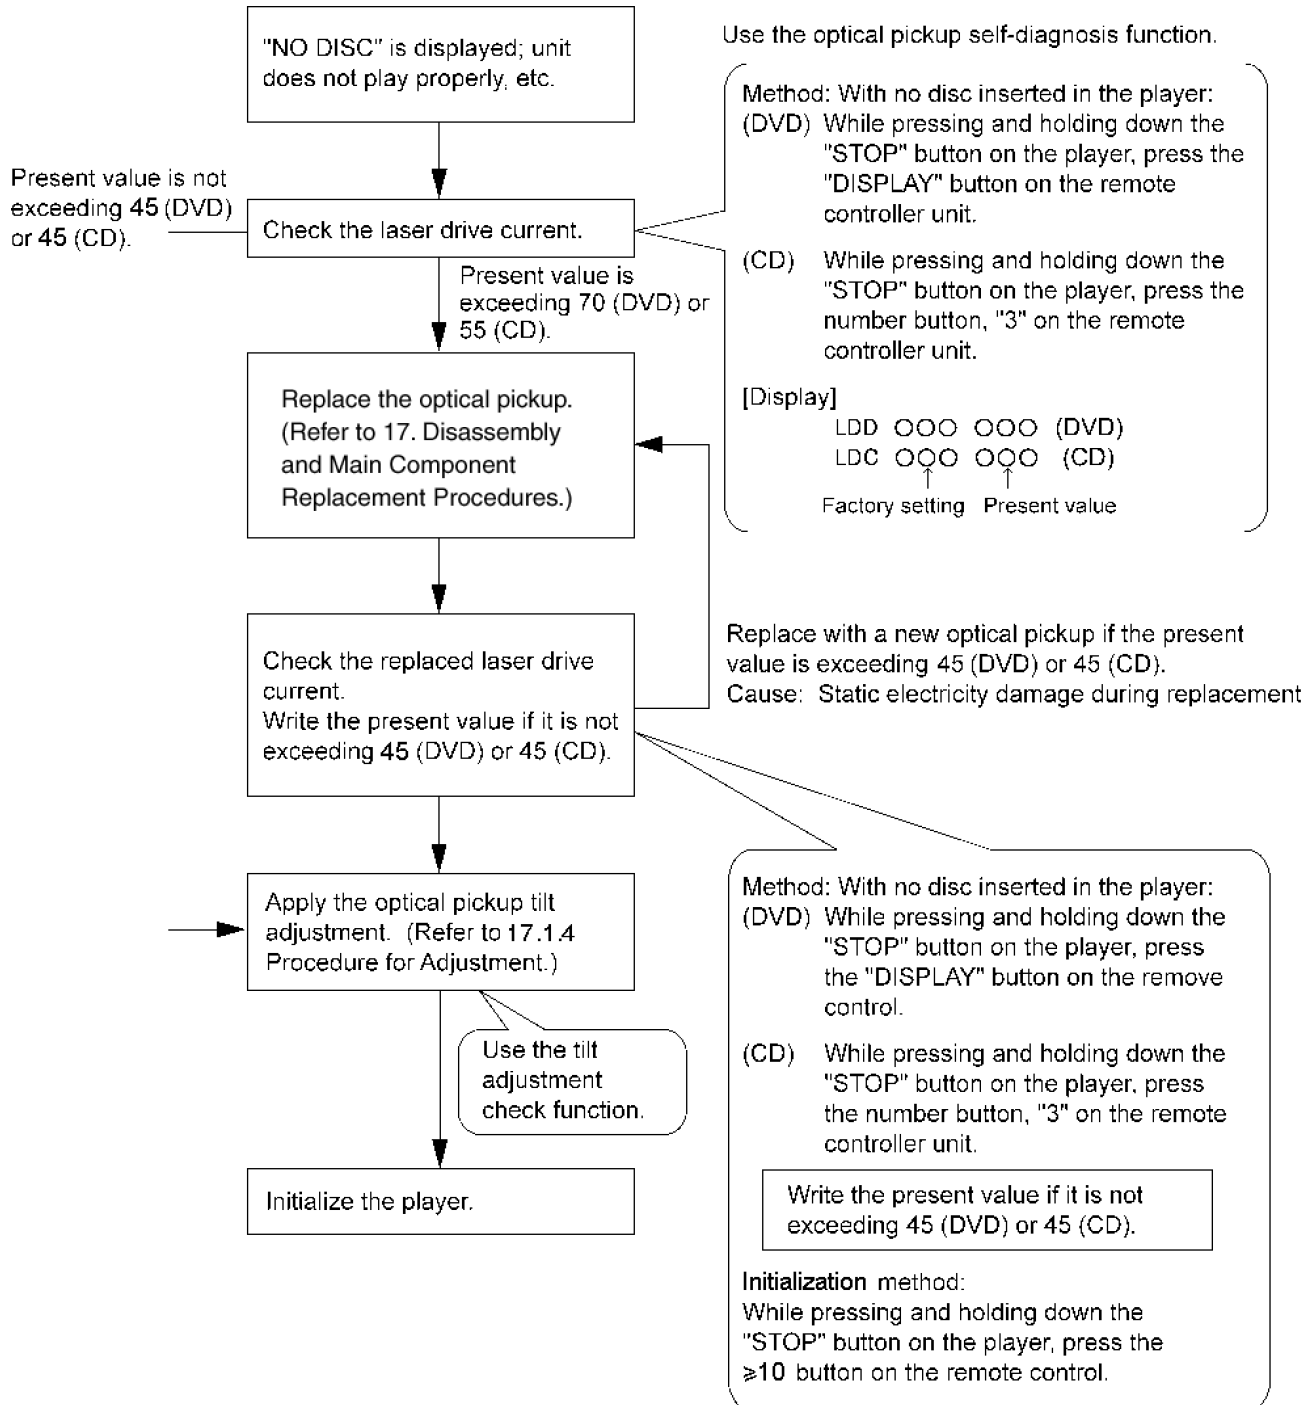 "NO DISC" is displayed; unit
does not play properly, etc.
Use the optical pickup self-diagnosis function.
Method: With no disc inserted in the player:
(DVD) While pressing and holding down the
"STOP" button on the player, press the
"DISPLAY" button on the remote
controller unit.
(CD) While pressing and holding down the
"STOP" button on the player, press the
number button, "3" on the remote
controller unit.
[Display]
LDD ○○○ ○○○ (DVD)
LDC ○○○ ○○○ (CD)
Factory setting Present value
Present value is not
exceeding 45 (DVD)
or 45 (CD).
Check the laser drive current.
Present value is
exceeding 70 (DVD) or
55 (CD).
Replace the optical pickup.
(Refer to 17. Disassembly
and Main Component
Replacement Procedures.)
Check the replaced laser drive
current.
Write the present value if it is not
exceeding 45 (DVD) or 45 (CD).
Replace with a new optical pickup if the present
value is exceeding 45 (DVD) or 45 (CD).
Cause: Static electricity damage during replacement
Apply the optical pickup tilt
adjustment. (Refer to 17.1.4
Procedure for Adjustment.)
Use the tilt
adjustment
check function.
Initialize the player.
Method: With no disc inserted in the player:
(DVD) While pressing and holding down the
"STOP" button on the player, press
the "DISPLAY" button on the remove
control.
(CD) While pressing and holding down the
"STOP" button on the player, press
the number button, "3" on the remote
controller unit.
Write the present value if it is not
exceeding 45 (DVD) or 45 (CD).
Initialization method:
While pressing and holding down the
"STOP" button on the player, press the
⩾10 button on the remote control.